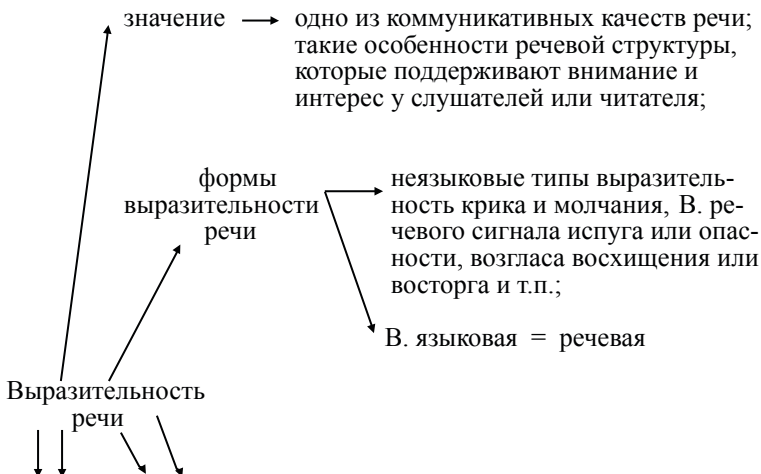 значение
одно из коммуникативных качеств речи;
такие особенности речевой структуры,
которые поддерживают внимание и
интерес у слушателей или читателя;
формы
выразительности
речи
неязыковые типы выразитель-
ность крика и молчания, В. ре-
чевого сигнала испуга или опас-
ности, возгласа восхищения или
восторга и т.п.;
В. языковая = речевая
Выразительность
речи